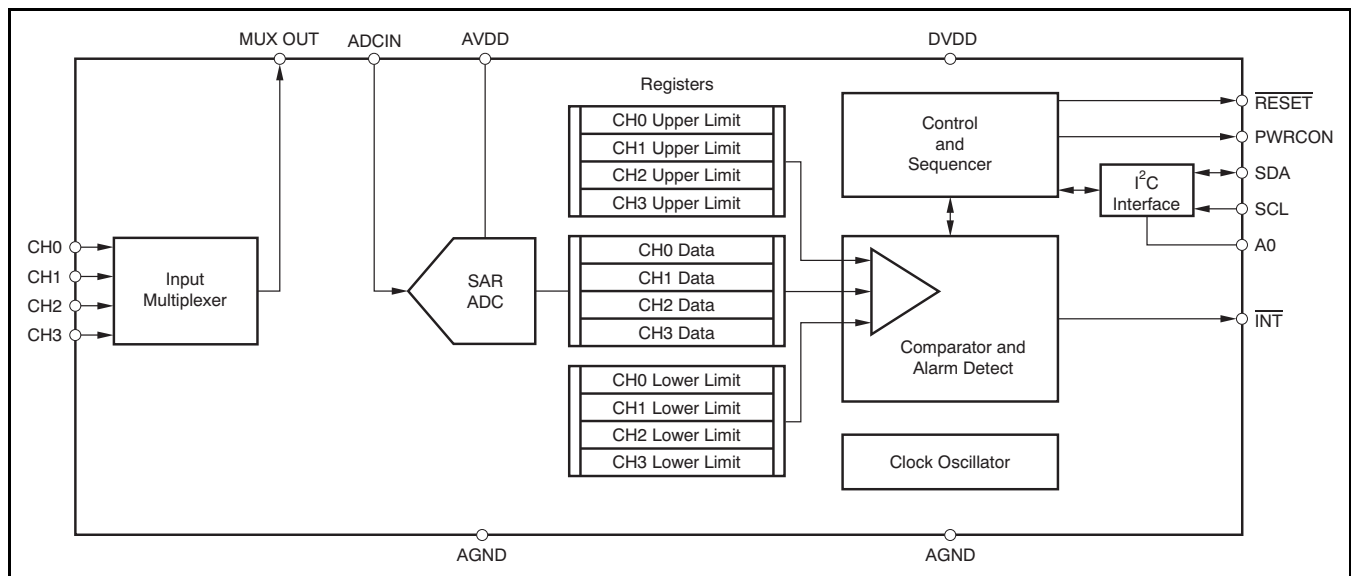 MUX OUT
ADCIN
AVDD
DVDD
Registers
CH0 Upper Limit
CH1 Upper Limit
CH2 Upper Limit
CH3 Upper Limit
CH0 Data
CH1 Data
CH2 Data
CH3 Data
CH0 Lower Limit
CH1 Lower Limit
CH2 Lower Limit
CH3 Lower Limit
CH0
CH1
CH2
CH3
Input
Multiplexer
SAR
ADC
Control
and
Sequencer
I²C
Interface
Comparator and
Alarm Detect
Clock Oscillator
RESET
PWRCON
SDA
SCL
A0
INT
AGND
AGND